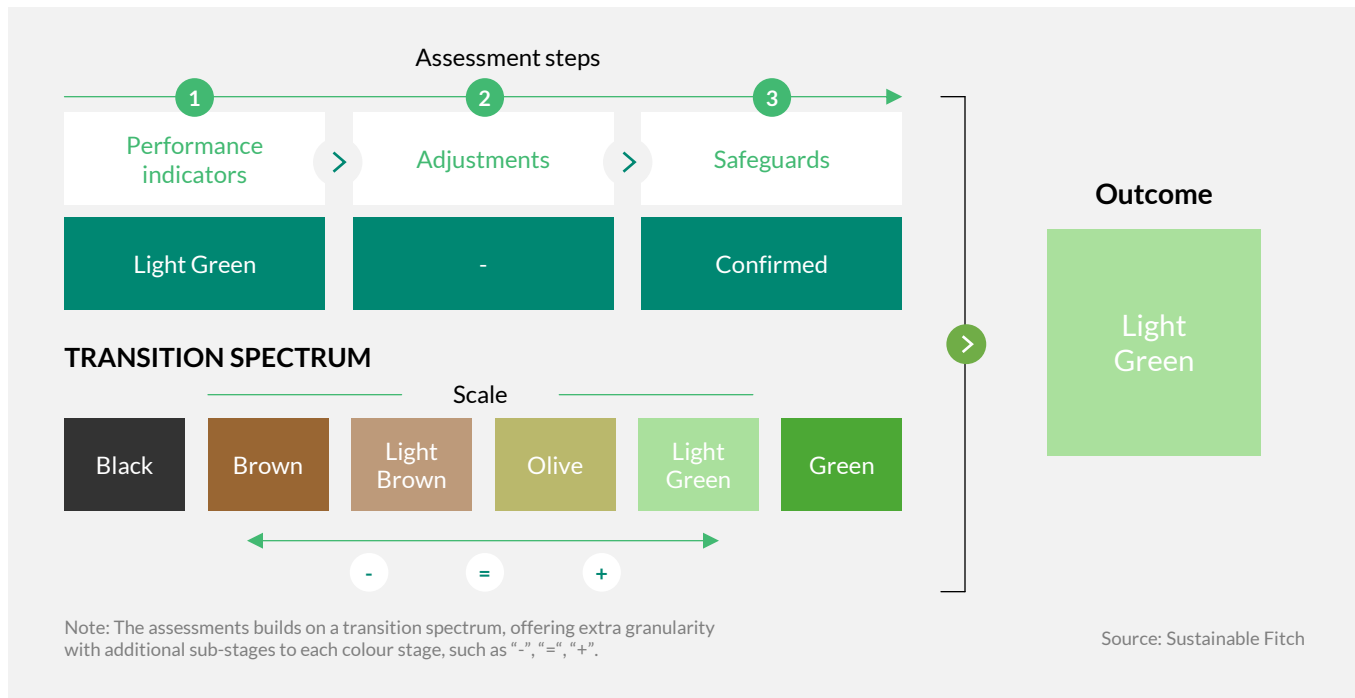 Assessment steps
1
2
3
Performance
indicators
Adjustments
Safeguards
Light Green
-
Confirmed
Outcome
Light
Green
TRANSITION SPECTRUM
Scale
Black
Brown
Light
Brown
Olive
Light
Green
Green
-
=
+
Note: The assessments builds on a transition spectrum, offering extra granularity
with additional sub-stages to each colour stage, such as “-”, “=“, “+”.
Source: Sustainable Fitch